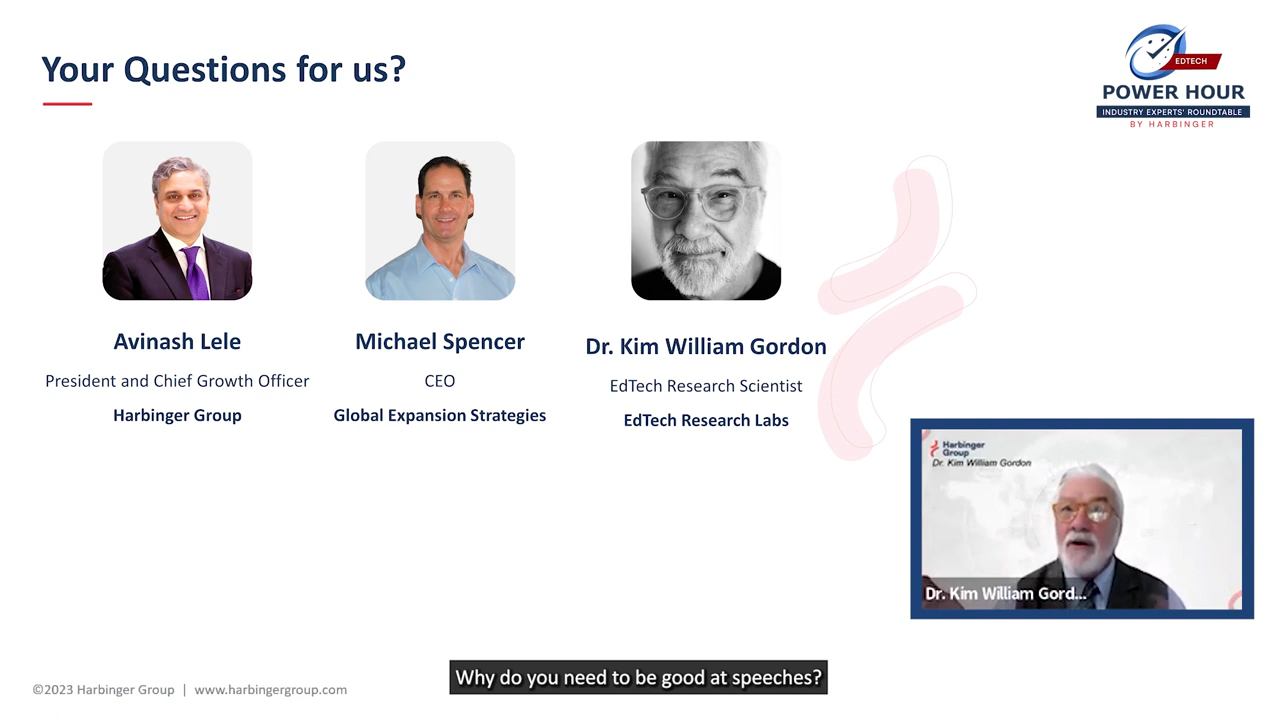 Your Questions for us?
EDTECH
POWER HOUR
INDUSTRY EXPERTS' ROUNDTABLE
BY HARBINGER
Avinash Lele
President and Chief Growth Officer
Harbinger Group
Michael Spencer
CEO
Global Expansion Strategies
Dr. Kim William Gordon
EdTech Research Scientist
EdTech Research Labs
Harbinger
Group
Dr. Kim William Gordon
Dr. Kim William Gord...
Why do you need to be good at speeches?
©2023 Harbinger Group | www.harbingergroup.com